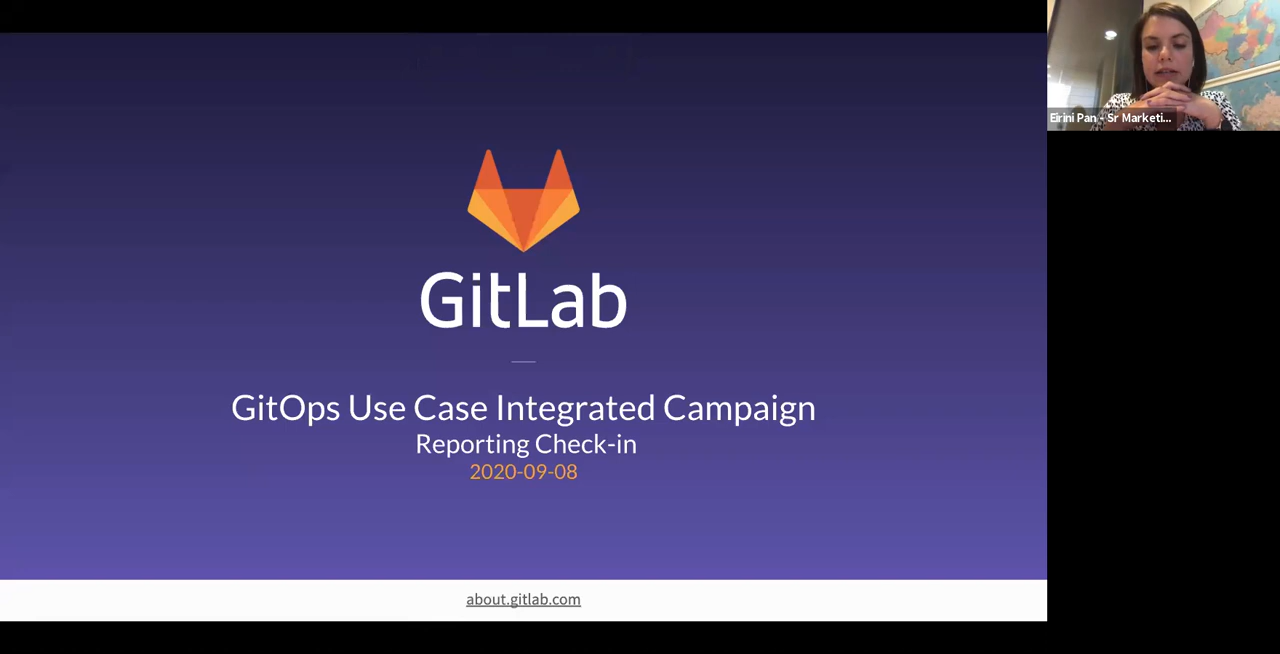 GitLab
GitOps Use Case Integrated Campaign
Reporting Check-in
2020-09-08
about.gitlab.com
Eirini Pan - Sr Marketi...